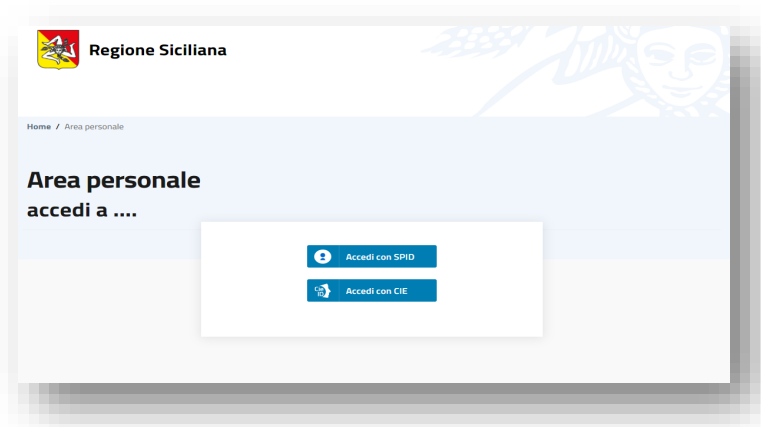 Regione Siciliana
Home / Area personale
Area personale
accedi a ....
Accedi con SPID
Accedi con CIE